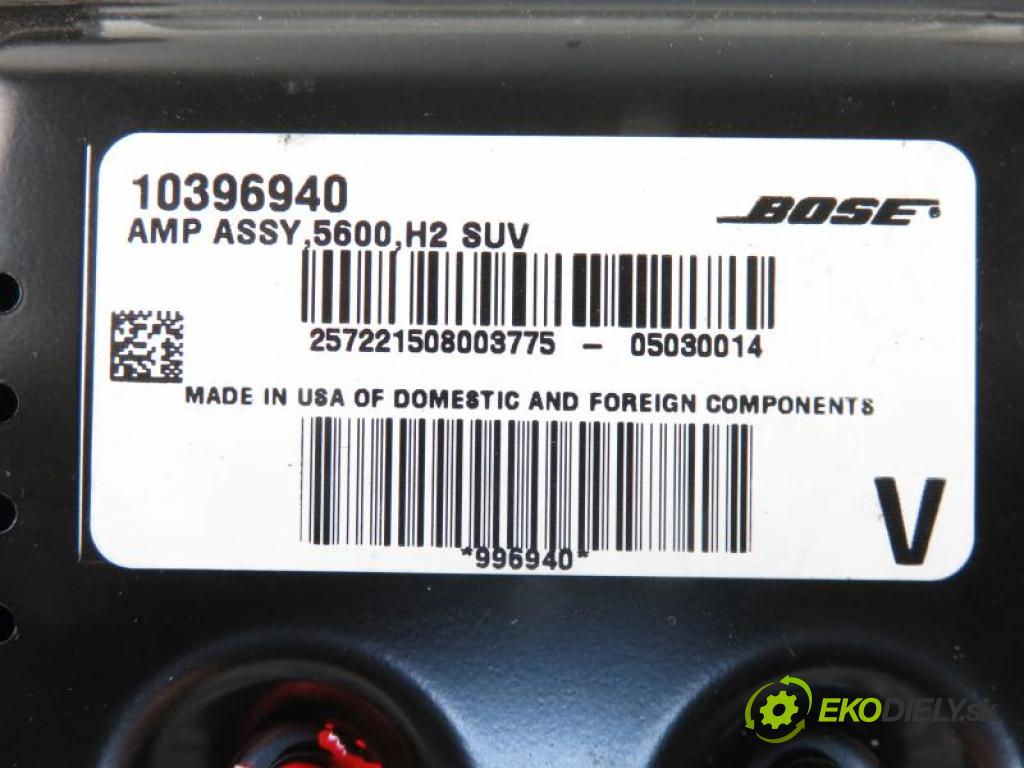 10396940
BOSE®
AMP ASSY,5600,H2 SUV
257221508003775 - 05030014
MADE IN USA OF DOMESTIC AND FOREIGN COMPONENTS
*996940*
V
EKODIELY.sk